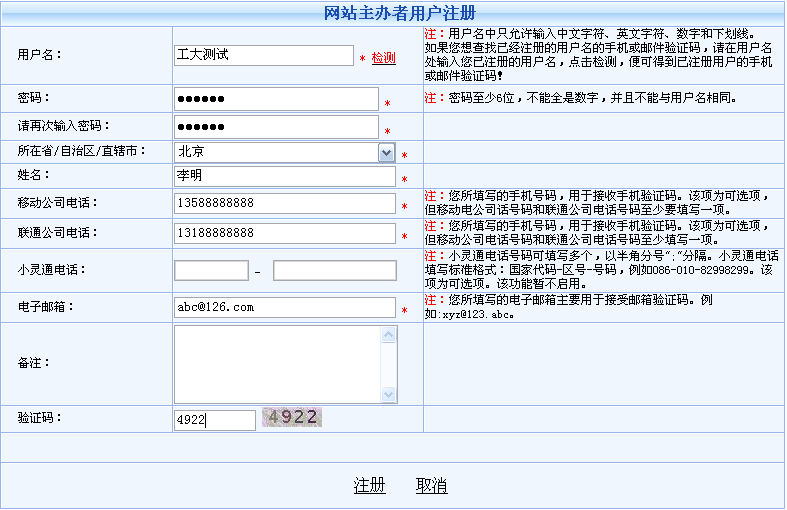 网站主办者用户注册
用户名：
工大测试
* 检测
注：用户名中只允许输入中文字符、英文字符、数字和下划线。
如果您想查找已经注册的用户名的手机或邮件验证码，请在用户名
处输入您已注册的用户名，点击检测，便可得到已注册用户的手机
或邮件验证码！
密码：
●●●●●●
*
注：密码至少6位，不能全是数字，并且不能与用户名相同。
请再次输入密码：
●●●●●●
*
所在省/自治区/直辖市：
北京
*
姓名：
李明
*
移动公司电话：
13588888888
*
注：您所填写的手机号码，用于接收手机验证码。该项为可选项，
但移动电公司话号码和联通公司电话号码至少要填写一项。
联通公司电话：
13188888888
*
注：您所填写的手机号码，用于接收手机验证码。该项为可选项，
但移动公司电话号码和联通公司电话号码至少填写一项。
小灵通电话：
-
注：小灵通电话号码可填写多个，以半角分号";"分隔。小灵通电话
填写标准格式：国家代码-区号-号码，例如086-010-82998299。该
项为可选项。该功能暂不启用。
电子邮箱：
abc@126.com
*
注：您所填写的电子邮箱主要用于接受邮箱验证码。例
如:xyz@123.abc。
备注：
验证码：
4922
4922
注册 取消